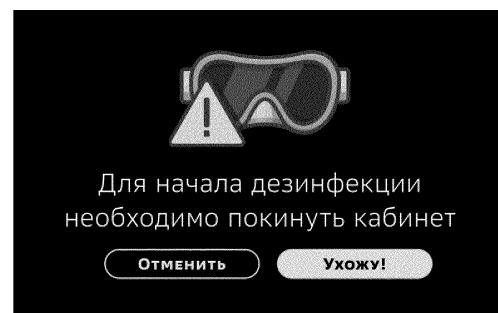 Для начала дезинфекции
необходимо покинуть кабинет
Отменить
Ухожу!